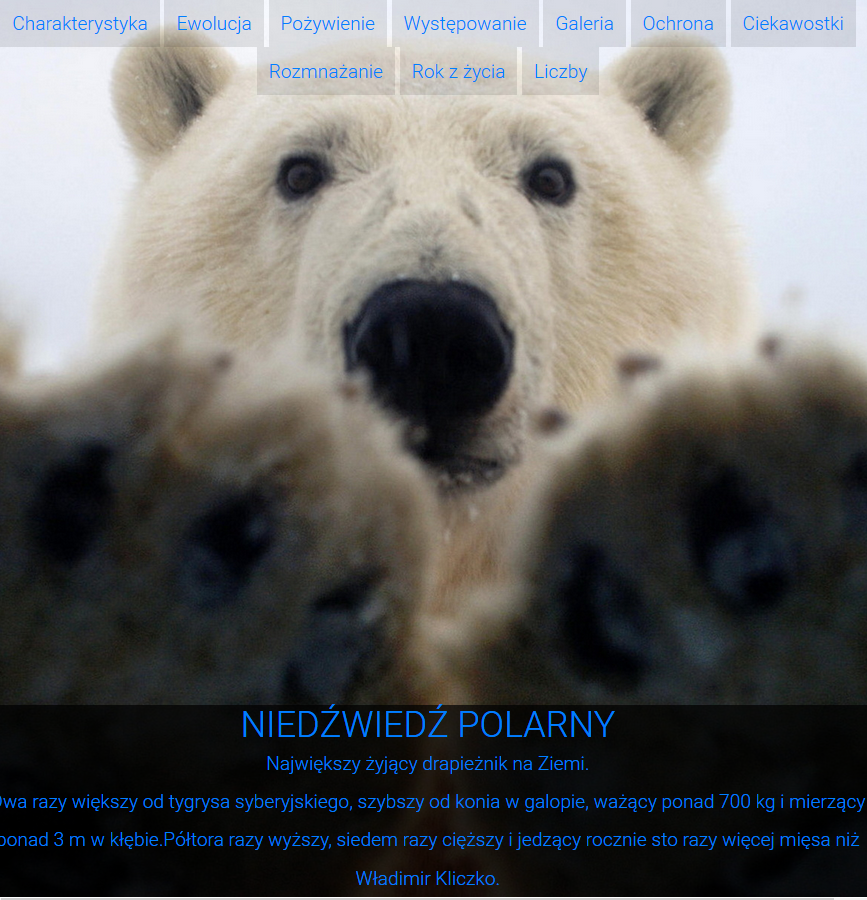 Charakterystyka Ewolucja Pożywienie Występowanie Galeria Ochrona Ciekawostki
Rozmnażanie Rok z życia Liczby
NIEDŹWIEDŹ POLARNY
Największy żyjący drapieżnik na Ziemi.
Dwa razy większy od tygrysa syberyjskiego, szybszy od konia w galopie, ważący ponad 700 kg i mierzący
ponad 3 m w kłębie.Półtora razy wyższy, siedem razy cięższy i jedzący rocznie sto razy więcej mięsa niż
Władimir Kliczko.